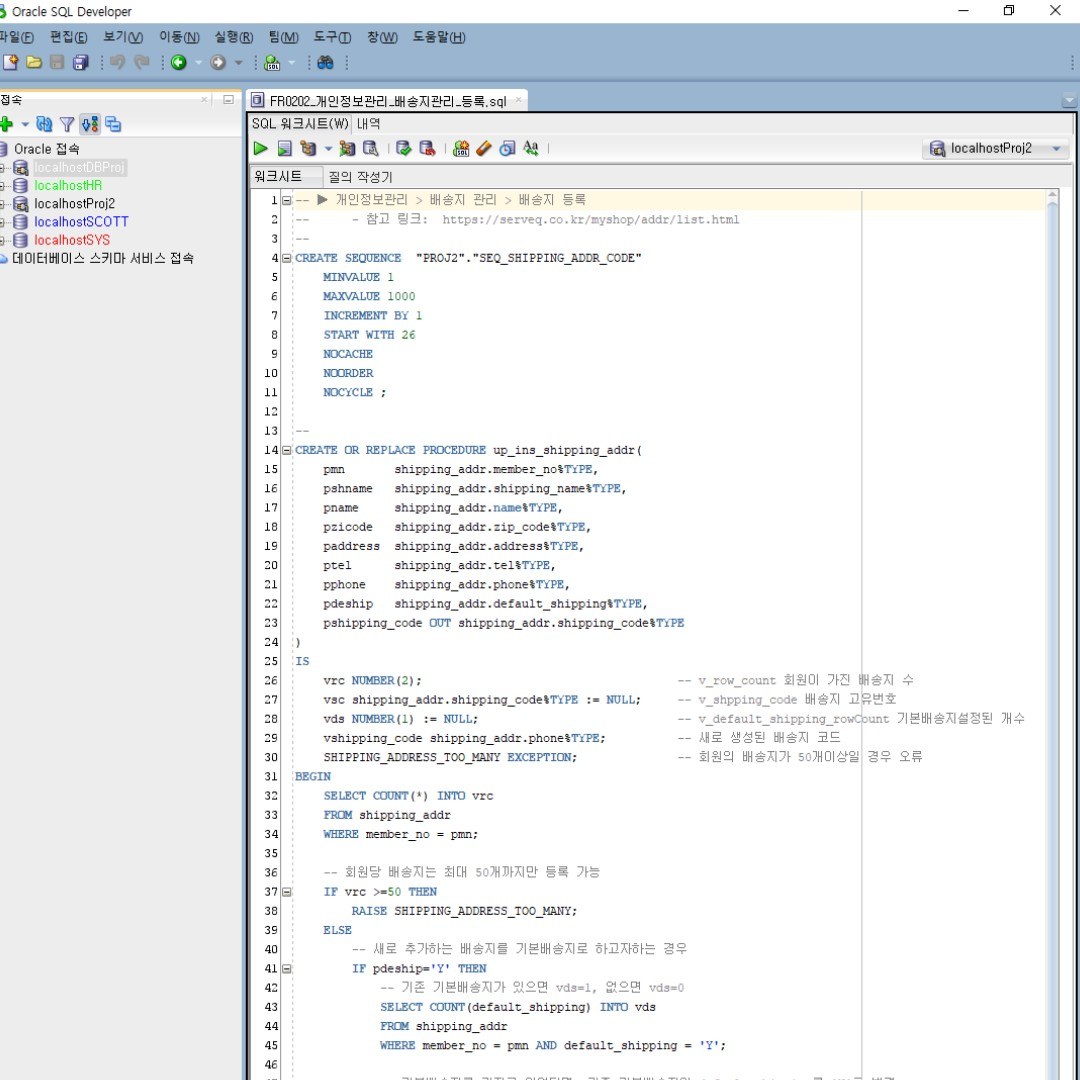 Oracle SQL Developer
파일(F) 편집(E) 보기(V) 이동(N) 실행(R) 팀(M) 도구(T) 창(W) 도움말(H)
접속
Oracle 접속
localhostDBProj
localhostHR
localhostProj2
localhostSCOTT
localhostSYS
데이터베이스 스키마 서비스 접속
FR0202_개인정보관리_배송지관리_등록.sql
SQL 워크시트(W) 내역
localhostProj2
워크시트 질의 작성기
1 -- ▶ 개인정보관리 > 배송지 관리 > 배송지 등록
2 -- - 참고 링크: https://serveq.co.kr/myshop/addr/list.html
3 --
4 CREATE SEQUENCE "PROJ2"."SEQ_SHIPPING_ADDR_CODE"
5 MINVALUE 1
6 MAXVALUE 1000
7 INCREMENT BY 1
8 START WITH 26
9 NOCACHE
10 NOORDER
11 NOCYCLE ;
12
13 --
14 CREATE OR REPLACE PROCEDURE up_ins_shipping_addr(
15 pmn shipping_addr.member_no%TYPE,
16 pshname shipping_addr.shipping_name%TYPE,
17 pname shipping_addr.name%TYPE,
18 pzicode shipping_addr.zip_code%TYPE,
19 paddress shipping_addr.address%TYPE,
20 ptel shipping_addr.tel%TYPE,
21 pphone shipping_addr.phone%TYPE,
22 pdeship shipping_addr.default_shipping%TYPE,
23 pshipping_code OUT shipping_addr.shipping_code%TYPE
24 )
25 IS
26 vrc NUMBER(2); -- v_row_count 회원이 가진 배송지 수
27 vsc shipping_addr.shipping_code%TYPE := NULL; -- v_shpping_code 배송지 고유번호
28 vds NUMBER(1) := NULL; -- v_default_shipping_rowCount 기본배송지설정된 개수
29 vshipping_code shipping_addr.phone%TYPE; -- 새로 생성된 배송지 코드
30 SHIPPING_ADDRESS_TOO_MANY EXCEPTION; -- 회원의 배송지가 50개이상일 경우 오류
31 BEGIN
32 SELECT COUNT(*) INTO vrc
33 FROM shipping_addr
34 WHERE member_no = pmn;
35
36 -- 회원당 배송지는 최대 50개까지만 등록 가능
37 IF vrc >=50 THEN
38 RAISE SHIPPING_ADDRESS_TOO_MANY;
39 ELSE
40 -- 새로 추가하는 배송지를 기본배송지로 하고자하는 경우
41 IF pdeship='Y' THEN
42 -- 기존 기본배송지가 있으면 vds=1, 없으면 vds=0
43 SELECT COUNT(default_shipping) INTO vds
44 FROM shipping_addr
45 WHERE member_no = pmn AND default_shipping = 'Y';
46